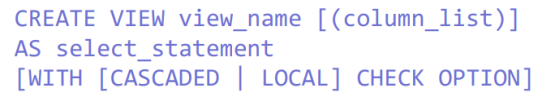 CREATE VIEW view_name [(column_list)]
AS select_statement
[WITH [CASCADED | LOCAL] CHECK OPTION]